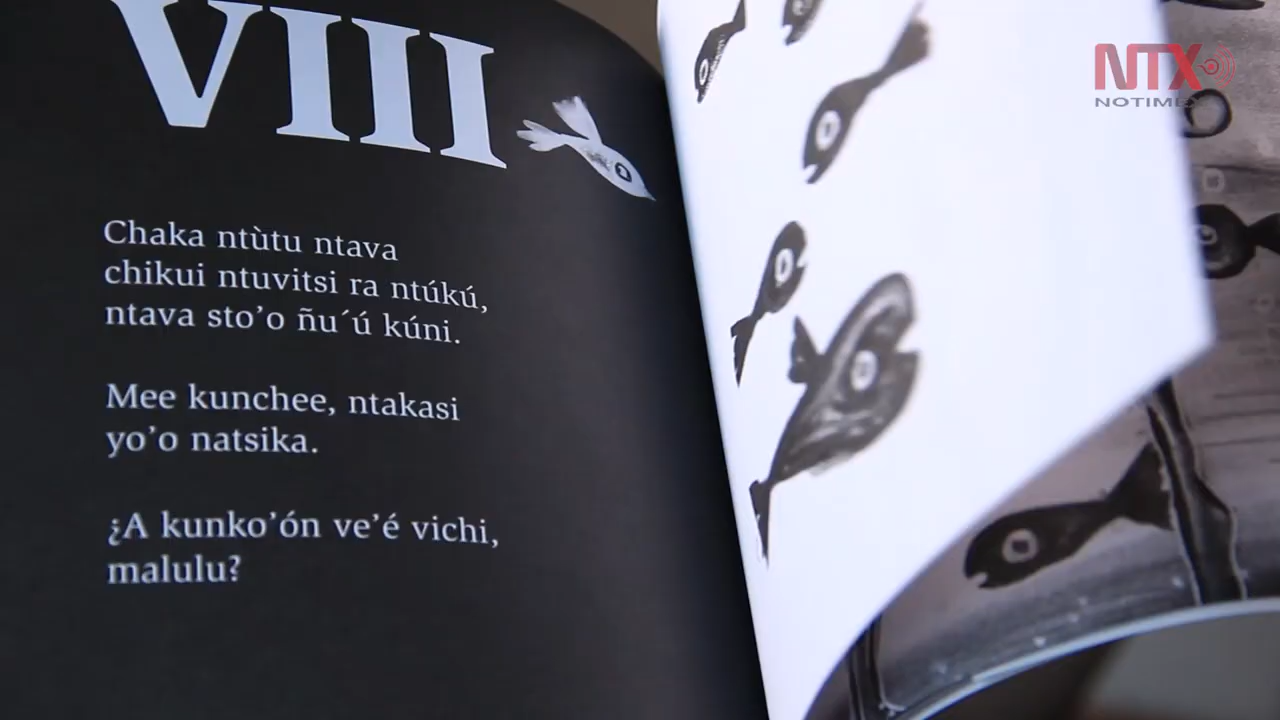 VIII
Chaka ntùtu ntava
chikui ntuvitsi ra ntúkú,
ntava sto’o ñu´ú kúni.
Mee kunchee, ntakasi
yo’o natsika.
¿A kunko’ón ve’é vichi,
malulu?
NTX
NOTIMEX